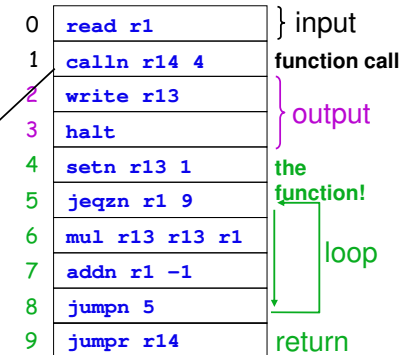 0 read r1 input
1 calln r14 4 function call
2 write r13
output
3 halt
4 setn r13 1 the
function!
5 jeqzn r1 9
6 mul r13 r13 r1
loop
7 addn r1 -1
8 jumpn 5
9 jumpr r14 return